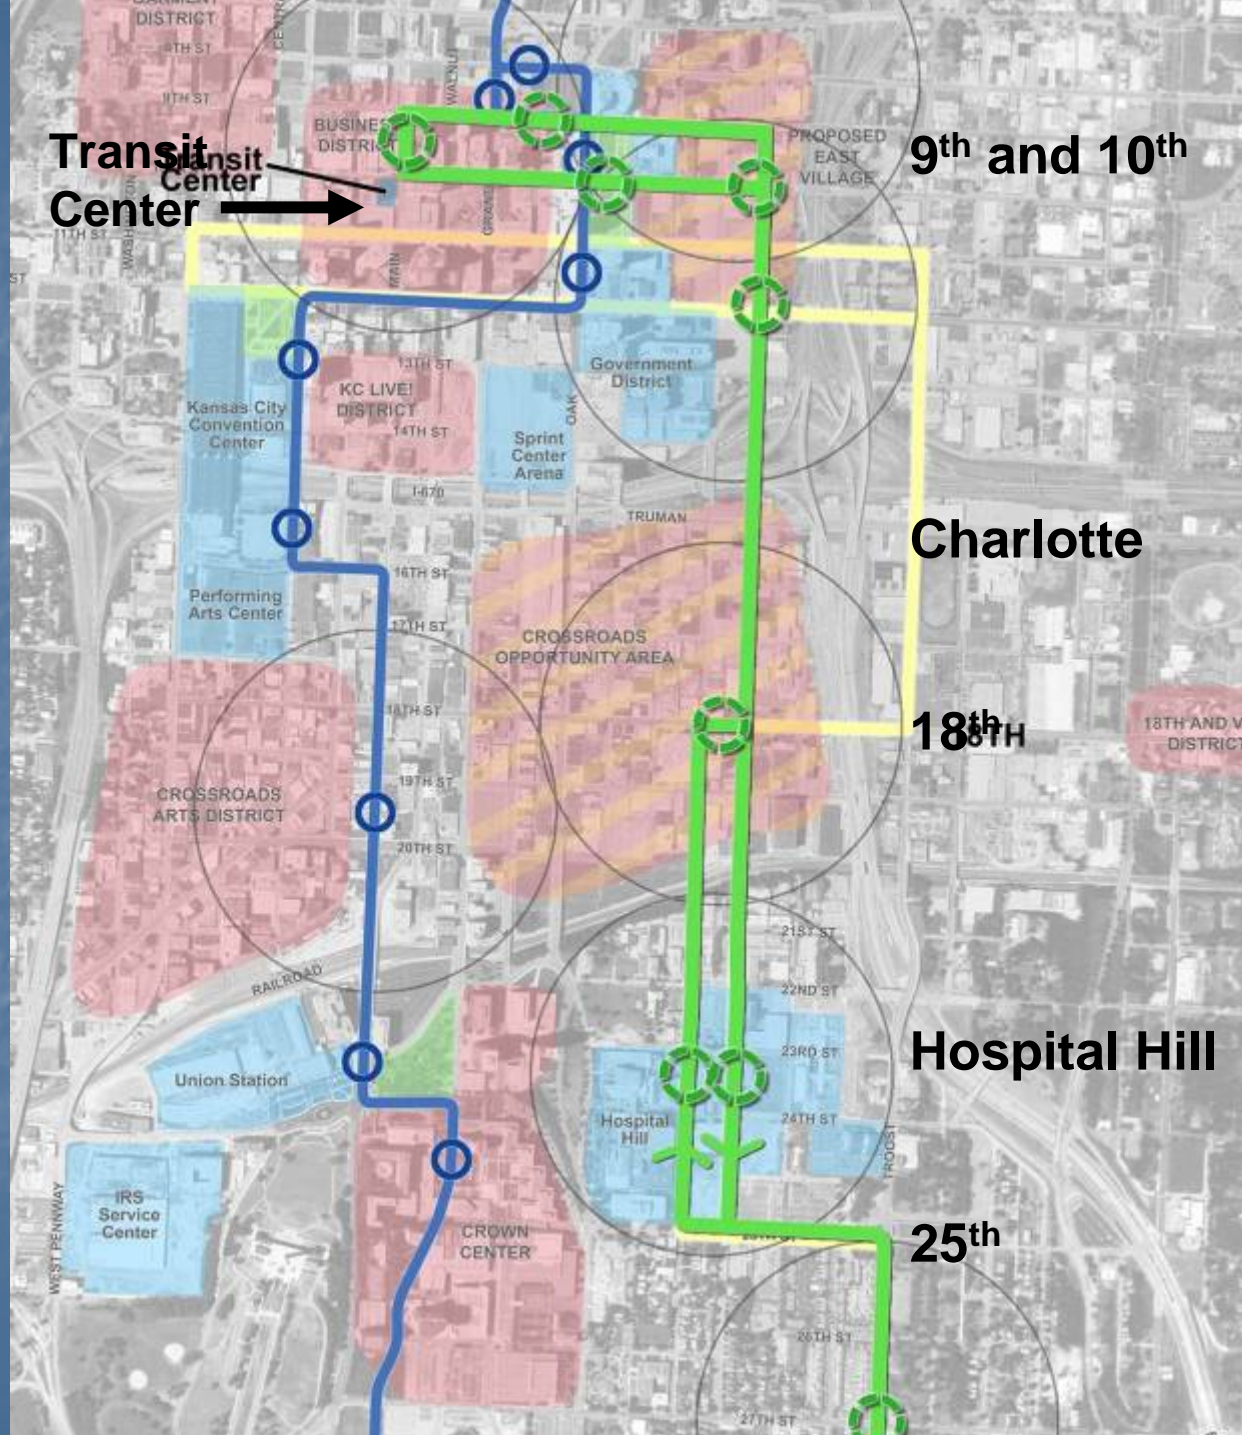 DISTRICT
8TH ST
9TH ST
WALNUT
BUSINESS
DISTRICT
PROPOSED
EAST
VILLAGE
9th and 10th
Transit
Center
Transit
Center
GRAND
11TH ST
MAIN
13TH ST
KC LIVE!
DISTRICT
14TH ST
Government
District
Kansas City
Convention
Center
OAK
Sprint
Center
Arena
I-670
TRUMAN
Charlotte
16TH ST
Performing
Arts Center
17TH ST
CROSSROADS
OPPORTUNITY AREA
18TH ST
18th
18TH
18TH AND V
DISTRICT
19TH ST
CROSSROADS
ARTS DISTRICT
20TH ST
21ST ST
RAILROAD
22ND ST
23RD ST
Hospital Hill
Union Station
Hospital
Hill
24TH ST
TROOST
IRS
Service
Center
WEST PENNWAY
CROWN
CENTER
25th
26TH ST
27TH ST